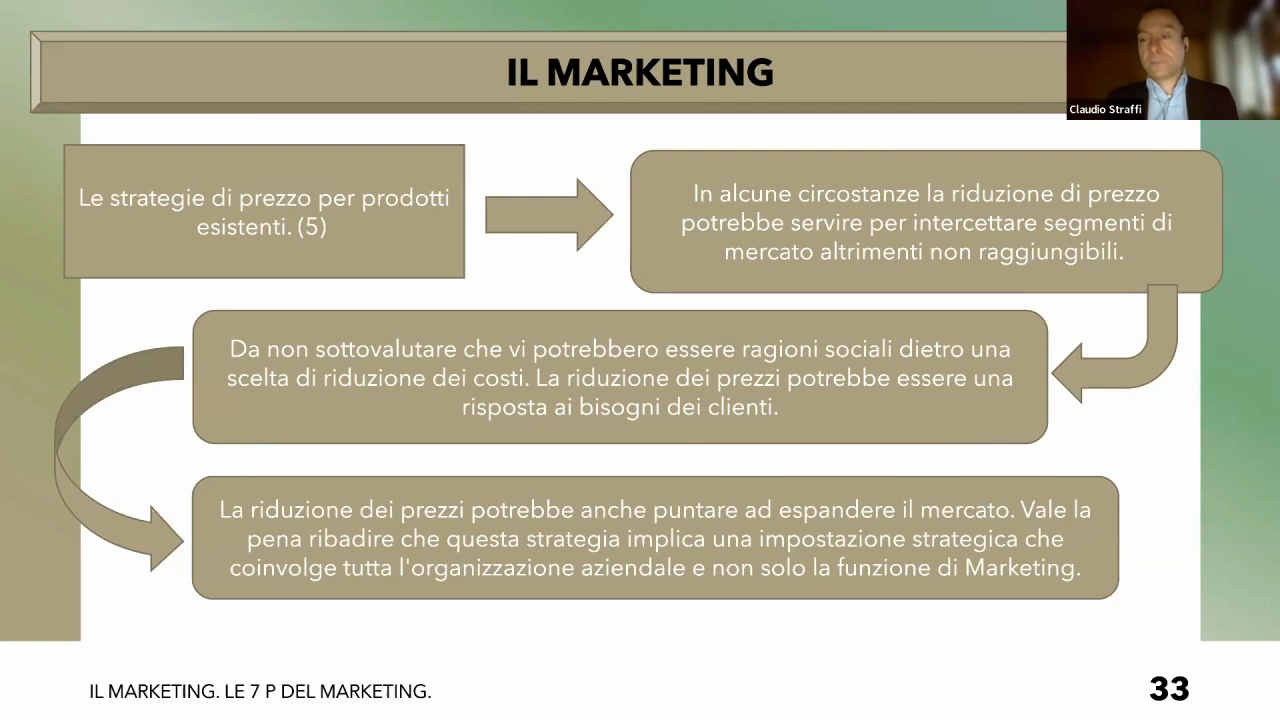 IL MARKETING
Claudio Straffi
Le strategie di prezzo per prodotti
esistenti. (5)
In alcune circostanze la riduzione di prezzo
potrebbe servire per intercettare segmenti di
mercato altrimenti non raggiungibili.
Da non sottovalutare che vi potrebbero essere ragioni sociali dietro una
scelta di riduzione dei costi. La riduzione dei prezzi potrebbe essere una
risposta ai bisogni dei clienti.
La riduzione dei prezzi potrebbe anche puntare ad espandere il mercato. Vale la
pena ribadire che questa strategia implica una impostazione strategica che
coinvolge tutta l'organizzazione aziendale e non solo la funzione di Marketing.
IL MARKETING. LE 7 P DEL MARKETING.
33